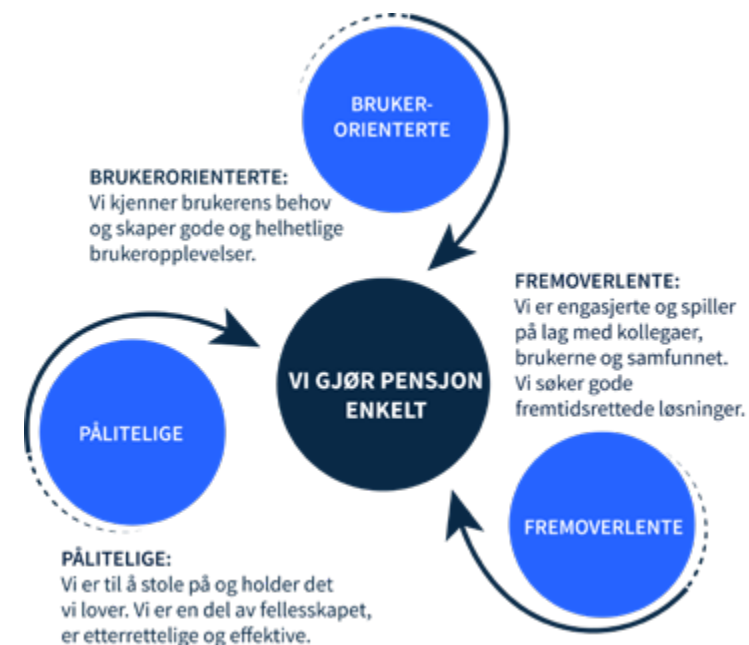 BRUKER-
ORIENTERTE
BRUKERORIENTERTE:
Vi kjenner brukerens behov
og skaper gode og helhetlige
brukeropplevelser.
FREMOVERLENTE:
Vi er engasjerte og spiller
på lag med kollegaer,
brukerne og samfunnet.
Vi søker gode
fremtidsrettede løsninger.
VI GJØR PENSJON
ENKELT
PÅLITELIGE
FREMOVERLENTE
PÅLITELIGE:
Vi er til å stole på og holder det
vi lover. Vi er en del av fellesskapet,
er etterrettelige og effektive.